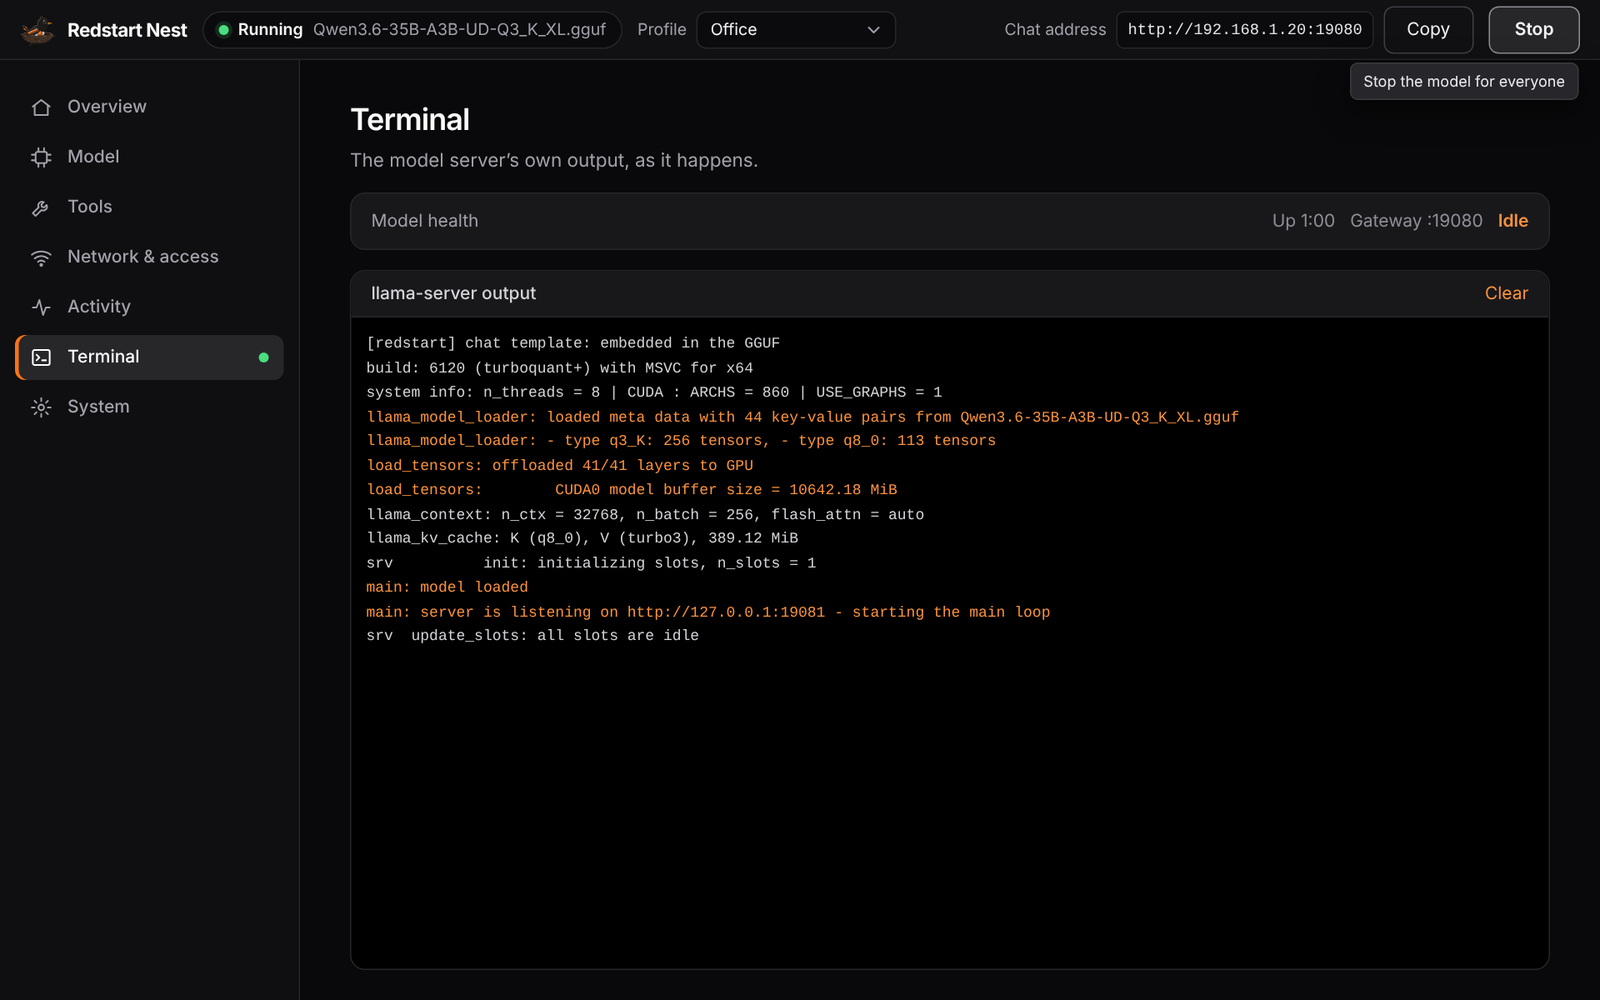 Redstart Nest
Running Qwen3.6-35B-A3B-UD-Q3_K_XL.gguf
Profile Office
Chat address http://192.168.1.20:19080 Copy Stop
Stop the model for everyone
Overview
Model
Tools
Network & access
Activity
Terminal
System
Terminal
The model server’s own output, as it happens.
Model health Up 1:00 Gateway :19080 Idle
llama-server output Clear
[redstart] chat template: embedded in the GGUF
build: 6120 (turboquant+) with MSVC for x64
system info: n_threads = 8 | CUDA : ARCHS = 860 | USE_GRAPHS = 1
llama_model_loader: loaded meta data with 44 key-value pairs from Qwen3.6-35B-A3B-UD-Q3_K_XL.gguf
llama_model_loader: - type q3_K: 256 tensors, - type q8_0: 113 tensors
load_tensors: offloaded 41/41 layers to GPU
load_tensors:        CUDA0 model buffer size = 10642.18 MiB
llama_context: n_ctx = 32768, n_batch = 256, flash_attn = auto
llama_kv_cache: K (q8_0), V (turbo3), 389.12 MiB
srv          init: initializing slots, n_slots = 1
main: model loaded
main: server is listening on http://127.0.0.1:19081 - starting the main loop
srv  update_slots: all slots are idle